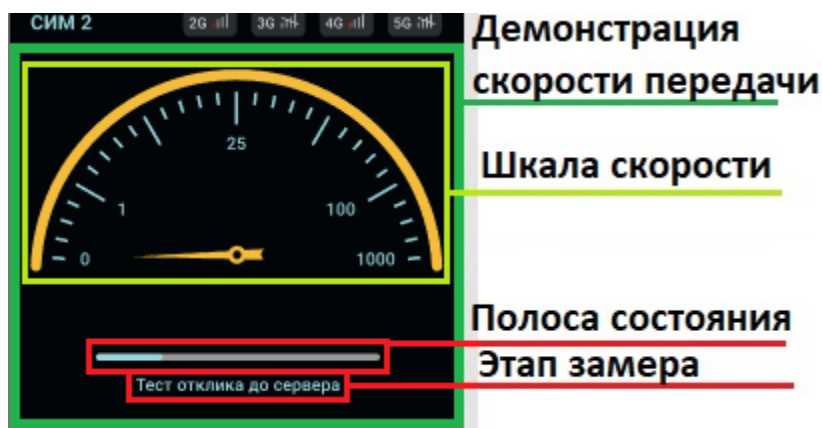 СИМ 2 2G 3G 4G 5G
Демонстрация
скорости передачи
25
Шкала скорости
1 100
0 1000
Полоса состояния
Этап замера
Тест отклика до сервера